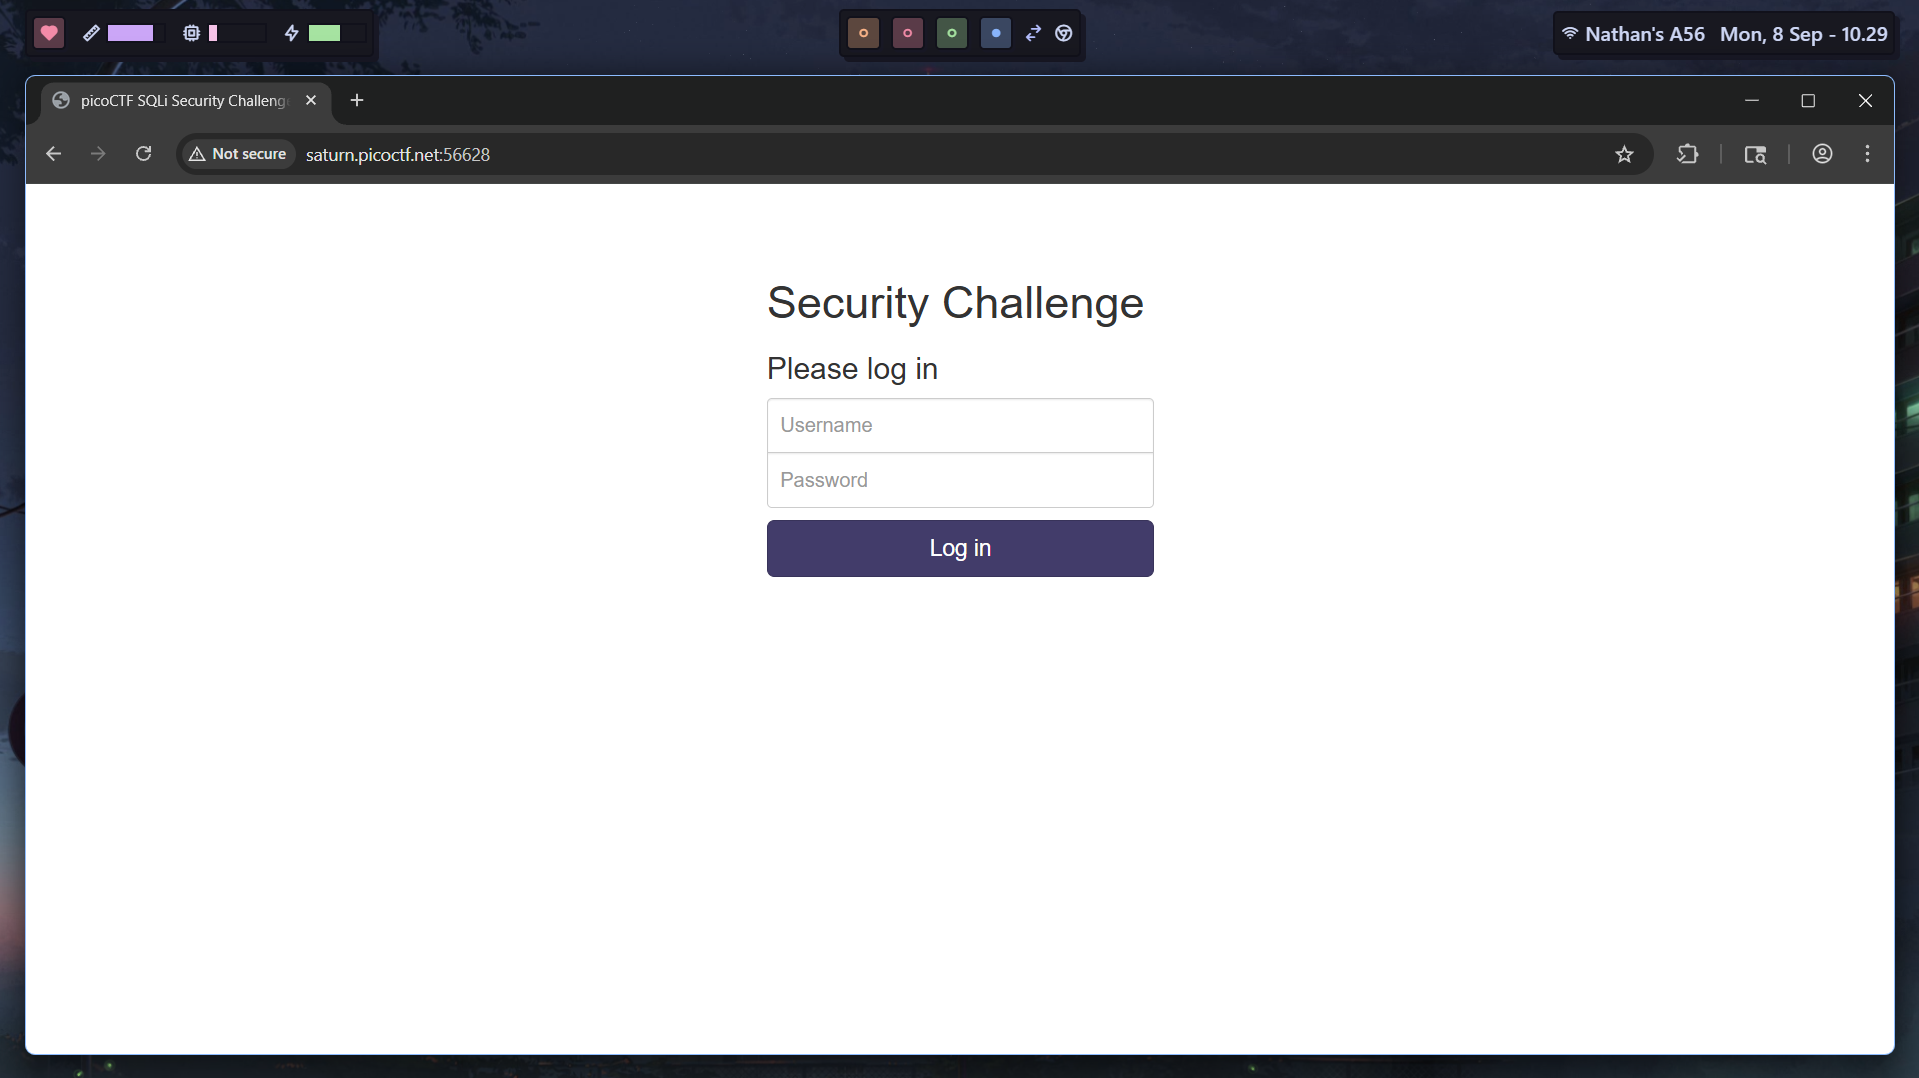 Nathan's A56 Mon, 8 Sep - 10.29
picoCTF SQLi Security Challeng
Not secure saturn.picoctf.net:56628
Security Challenge
Please log in
Username
Password
Log in